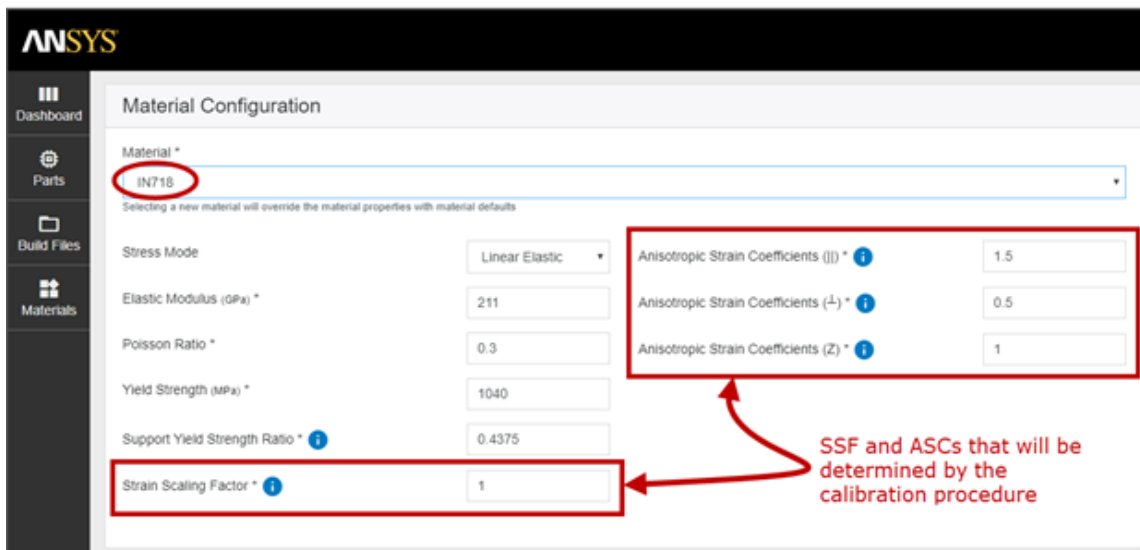 ANSYS
Dashboard
Parts
Build Files
Materials
Material Configuration
Material *
IN718
Selecting a new material will override the material properties with material defaults
Stress Mode
Linear Elastic
Elastic Modulus (GPa) *
211
Poisson Ratio *
0.3
Yield Strength (MPa) *
1040
Support Yield Strength Ratio *
0.4375
Strain Scaling Factor *
1
Anisotropic Strain Coefficients (||) *
1.5
Anisotropic Strain Coefficients (⊥) *
0.5
Anisotropic Strain Coefficients (Z) *
1
SSF and ASCs that will be
determined by the
calibration procedure